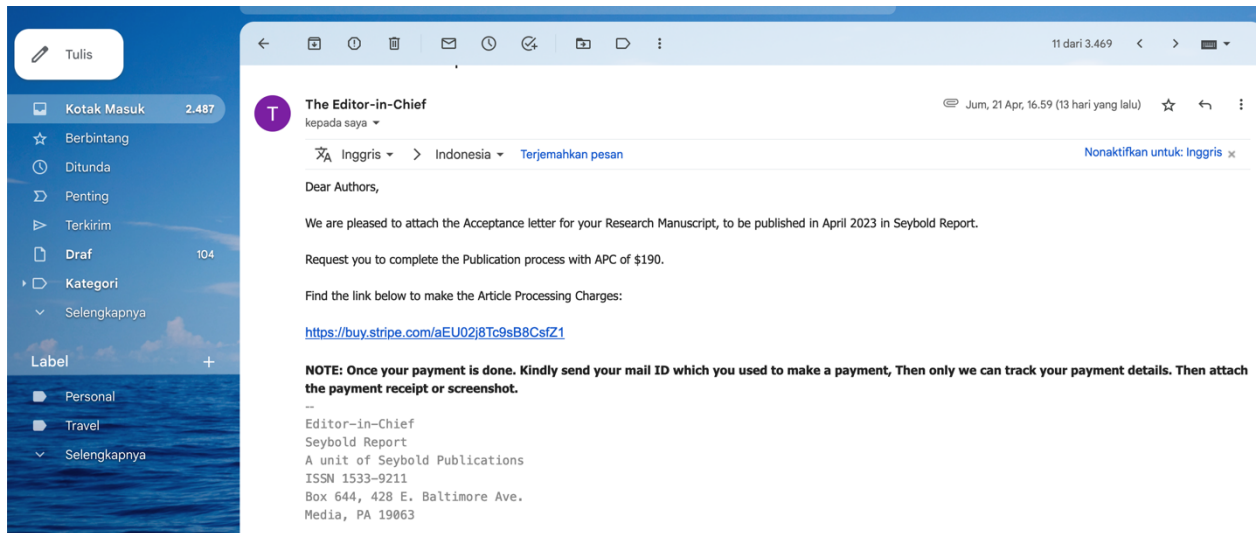 Tulis
11 dari 3.469
Kotak Masuk 2.487
Berbintang
Ditunda
Penting
Terkirim
Draf 104
Kategori
Selengkapnya
Label +
Personal
Travel
Selengkapnya
T
The Editor-in-Chief
Jum, 21 Apr, 16.59 (13 hari yang lalu)
kepada saya
Inggris > Indonesia Terjemahkan pesan
Nonaktifkan untuk: Inggris x
Dear Authors,
We are pleased to attach the Acceptance letter for your Research Manuscript, to be published in April 2023 in Seybold Report.
Request you to complete the Publication process with APC of $190.
Find the link below to make the Article Processing Charges:
https://buy.stripe.com/aEU02j8Tc9sB8CsfZ1
NOTE: Once your payment is done. Kindly send your mail ID which you used to make a payment, Then only we can track your payment details. Then attach
the payment receipt or screenshot.
--
Editor-in-Chief
Seybold Report
A unit of Seybold Publications
ISSN 1533-9211
Box 644, 428 E. Baltimore Ave.
Media, PA 19063